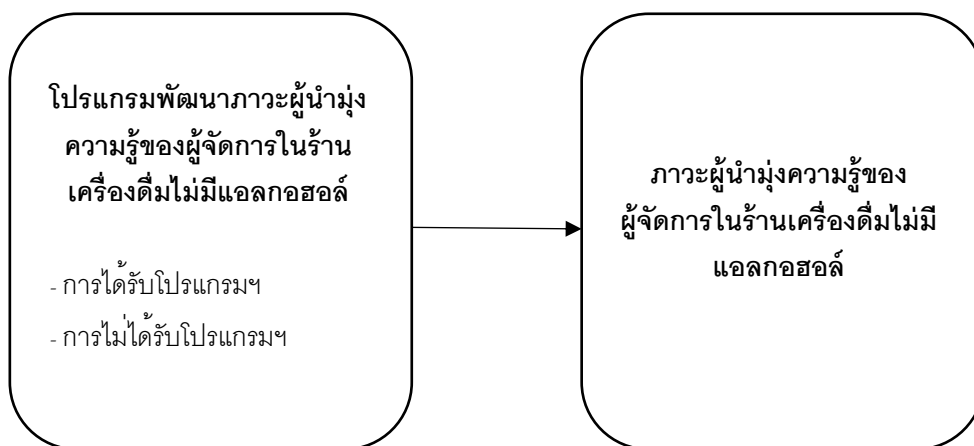 โปรแกรมพัฒนาภาวะผู้นำมุ่ง
ความรู้ของผู้จัดการในร้าน
เครื่องดื่มไม่มีแอลกอฮอล์
- การได้รับโปรแกรมฯ
- การไม่ได้รับโปรแกรมฯ
ภาวะผู้นำมุ่งความรู้ของ
ผู้จัดการในร้านเครื่องดื่มไม่มี
แอลกอฮอล์